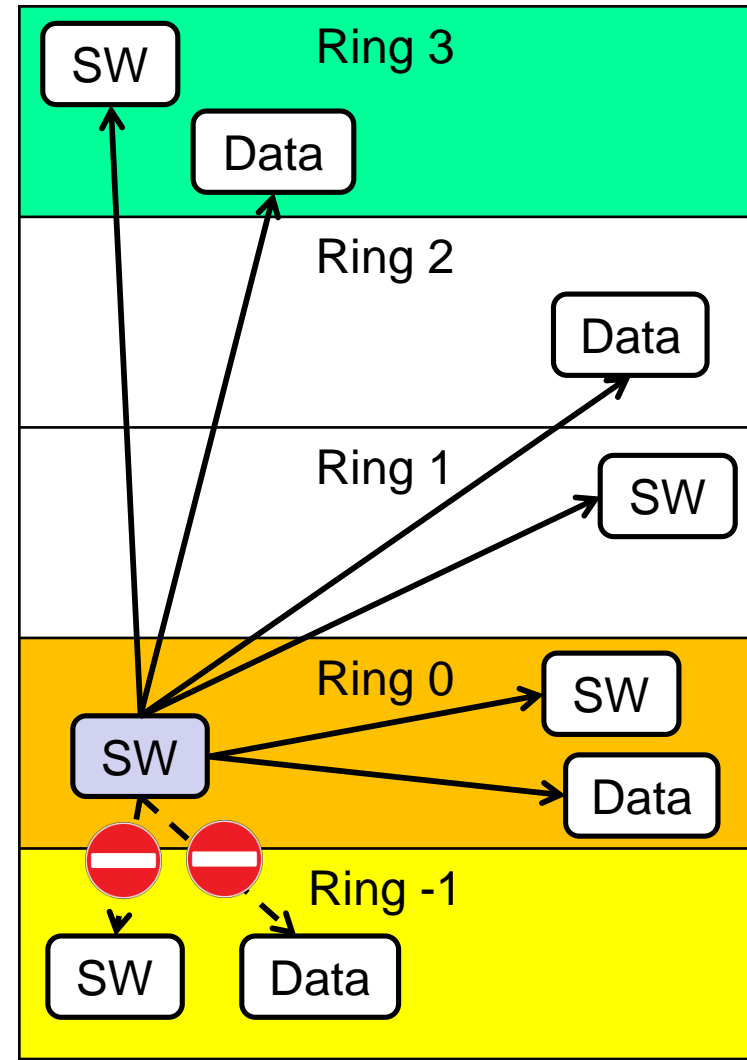 Ring 3
SW
Data
Ring 2
Data
Ring 1
SW
Ring 0
SW
SW
Data
Ring -1
SW
Data